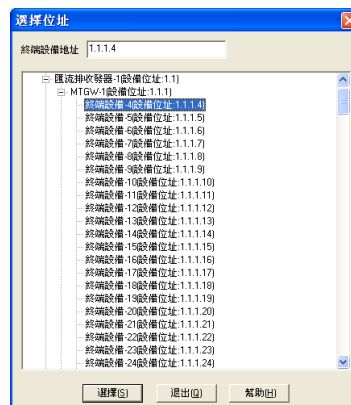 選擇位址
終端設備地址 1.1.1.4
匯流排收發器-1(設備位址:1.1)
MTGW-1(設備位址:1.1.1)
終端設備-4(設備位址:1.1.1.4)
終端設備-5(設備位址:1.1.1.5)
終端設備-6(設備位址:1.1.1.6)
終端設備-7(設備位址:1.1.1.7)
終端設備-8(設備位址:1.1.1.8)
終端設備-9(設備位址:1.1.1.9)
終端設備-10(設備位址:1.1.1.10)
終端設備-11(設備位址:1.1.1.11)
終端設備-12(設備位址:1.1.1.12)
終端設備-13(設備位址:1.1.1.13)
終端設備-14(設備位址:1.1.1.14)
終端設備-15(設備位址:1.1.1.15)
終端設備-16(設備位址:1.1.1.16)
終端設備-17(設備位址:1.1.1.17)
終端設備-18(設備位址:1.1.1.18)
終端設備-19(設備位址:1.1.1.19)
終端設備-20(設備位址:1.1.1.20)
終端設備-21(設備位址:1.1.1.21)
終端設備-22(設備位址:1.1.1.22)
終端設備-23(設備位址:1.1.1.23)
終端設備-24(設備位址:1.1.1.24)
選擇(S) 退出(Q) 幫助(H)